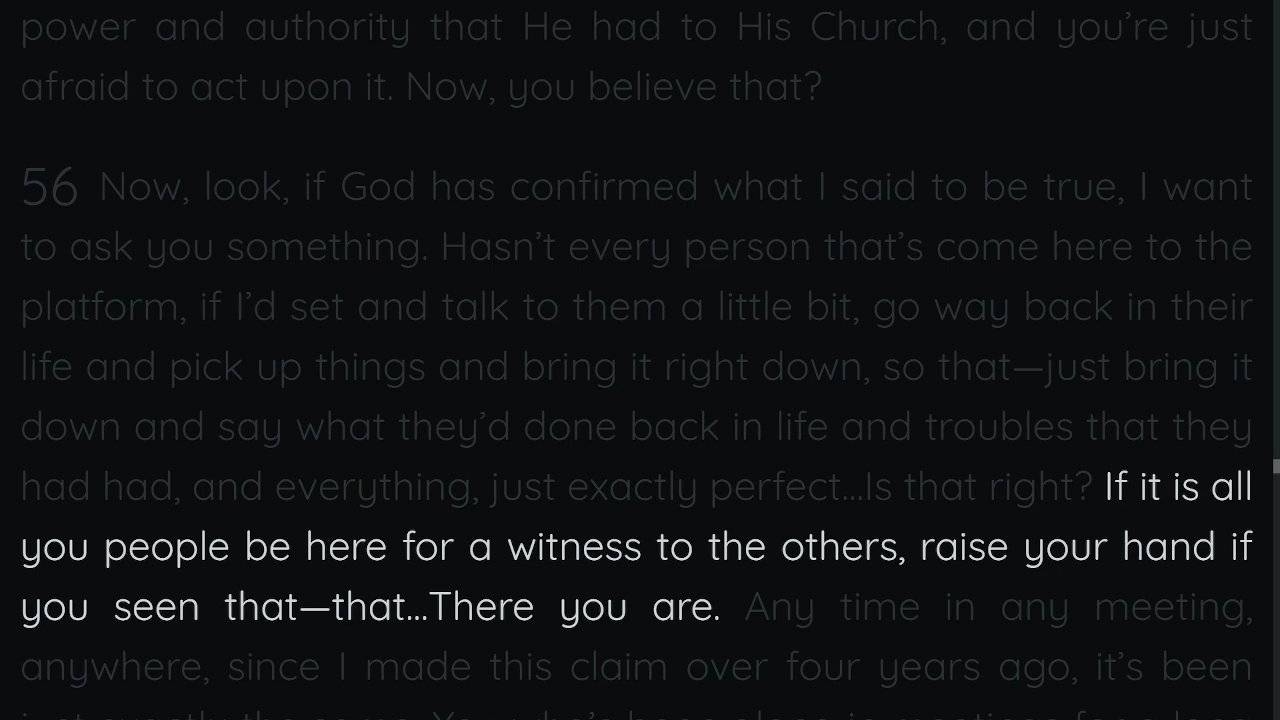 power and authority that He had to His Church, and you’re just
afraid to act upon it. Now, you believe that?
56 Now, look, if God has confirmed what I said to be true, I want
to ask you something. Hasn’t every person that’s come here to the
platform, if I’d set and talk to them a little bit, go way back in their
life and pick up things and bring it right down, so that—just bring it
down and say what they’d done back in life and troubles that they
had had, and everything, just exactly perfect...Is that right? If it is all
you people be here for a witness to the others, raise your hand if
you seen that—that...There you are. Any time in any meeting,
anywhere, since I made this claim over four years ago, it’s been